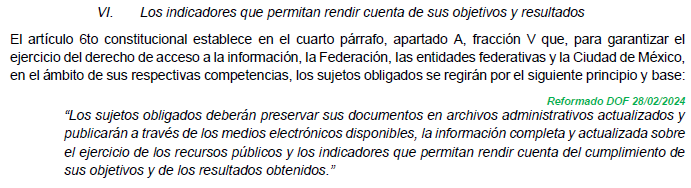 VI. Los indicadores que permitan rendir cuenta de sus objetivos y resultados
El artículo 6to constitucional establece en el cuarto párrafo, apartado A, fracción V que, para garantizar el
ejercicio del derecho de acceso a la información, la Federación, las entidades federativas y la Ciudad de México,
en el ámbito de sus respectivas competencias, los sujetos obligados se regirán por el siguiente principio y base:
Reformado DOF 28/02/2024
“Los sujetos obligados deberán preservar sus documentos en archivos administrativos actualizados y
publicarán a través de los medios electrónicos disponibles, la información completa y actualizada sobre
el ejercicio de los recursos públicos y los indicadores que permitan rendir cuenta del cumplimiento de
sus objetivos y de los resultados obtenidos.”